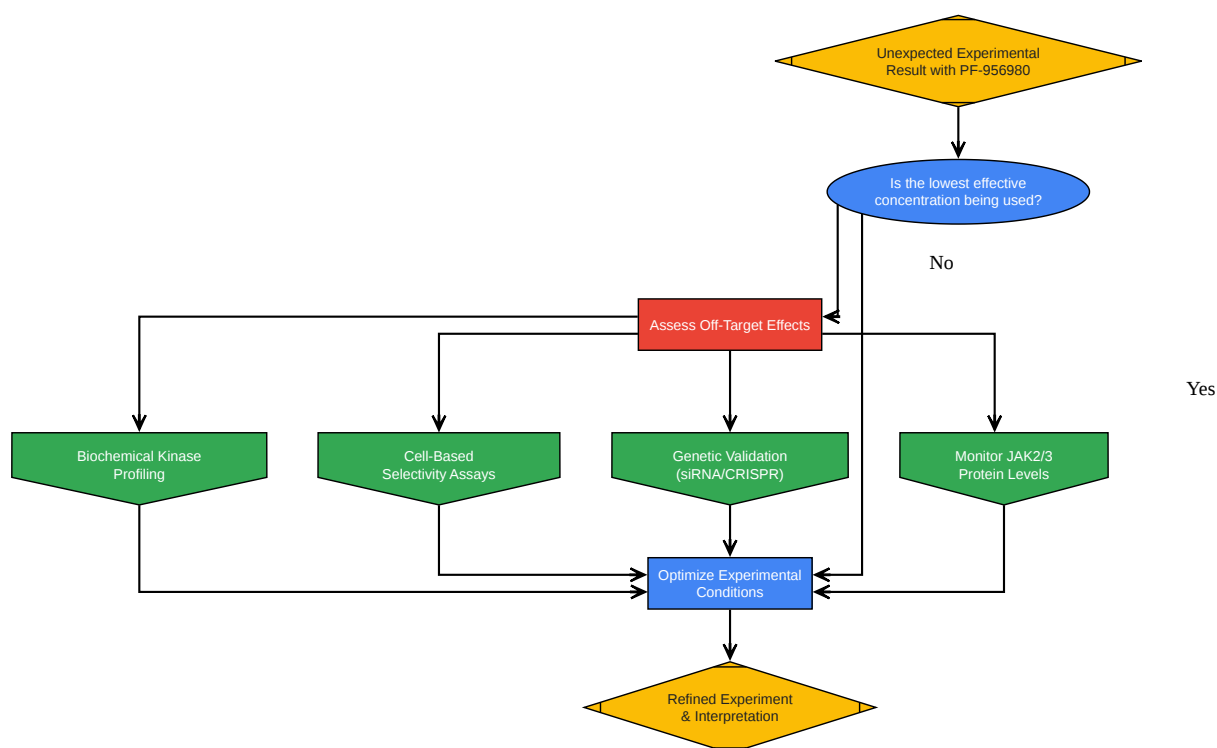 Unexpected Experimental
Result with PF-956980
Is the lowest effective
concentration being used?
No
Assess Off-Target Effects
Yes
Biochemical Kinase
Profiling
Cell-Based
Selectivity Assays
Genetic Validation
(siRNA/CRISPR)
Monitor JAK2/3
Protein Levels
Optimize Experimental
Conditions
Refined Experiment
& Interpretation